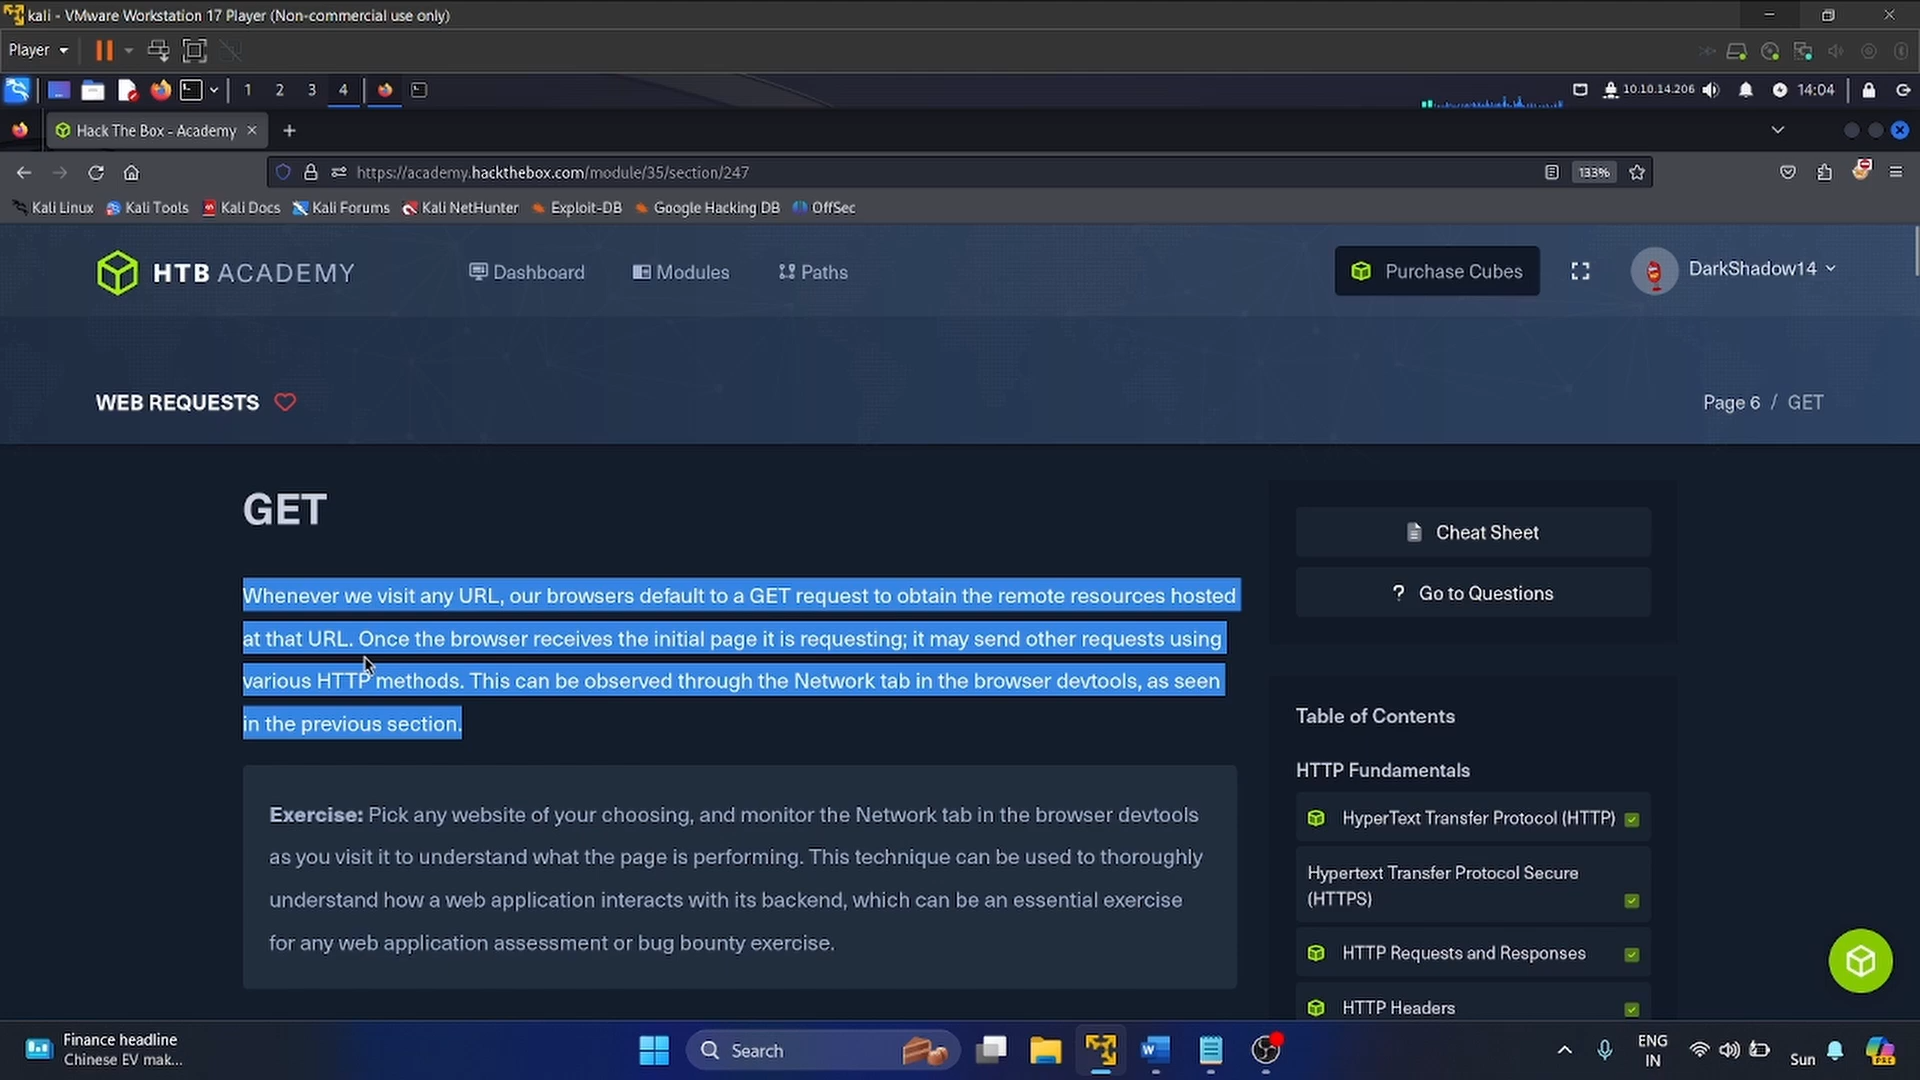 kali - VMware Workstation 17 Player (Non-commercial use only)
Player
1 2 3 4
10.10.14.206
14:04
Hack The Box - Academy
https://academy.hackthebox.com/module/35/section/247
133%
Kali Linux
Kali Tools
Kali Docs
Kali Forums
Kali NetHunter
Exploit-DB
Google Hacking DB
OffSec
HTB ACADEMY
Dashboard
Modules
Paths
Purchase Cubes
DarkShadow14
WEB REQUESTS
Page 6 / GET
GET
Whenever we visit any URL, our browsers default to a GET request to obtain the remote resources hosted
at that URL. Once the browser receives the initial page it is requesting; it may send other requests using
various HTTP methods. This can be observed through the Network tab in the browser devtools, as seen
in the previous section.
Exercise: Pick any website of your choosing, and monitor the Network tab in the browser devtools
as you visit it to understand what the page is performing. This technique can be used to thoroughly
understand how a web application interacts with its backend, which can be an essential exercise
for any web application assessment or bug bounty exercise.
Cheat Sheet
? Go to Questions
Table of Contents
HTTP Fundamentals
HyperText Transfer Protocol (HTTP)
Hypertext Transfer Protocol Secure
(HTTPS)
HTTP Requests and Responses
HTTP Headers
Finance headline
Chinese EV mak...
Search
ENG
IN
Sun